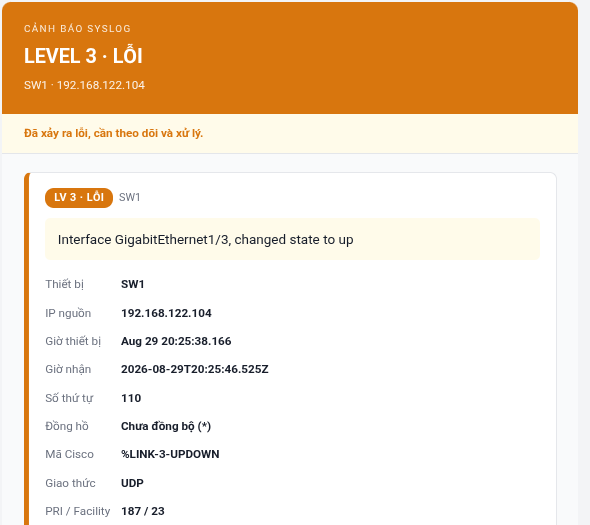 CẢNH BÁO SYSLOG
LEVEL 3 · LỖI
SW1 · 192.168.122.104
Đã xảy ra lỗi, cần theo dõi và xử lý.
LV 3 · LỖI SW1
Interface GigabitEthernet1/3, changed state to up
Thiết bị SW1
IP nguồn 192.168.122.104
Giờ thiết bị Aug 29 20:25:38.166
Giờ nhận 2026-08-29T20:25:46.525Z
Số thứ tự 110
Đồng hồ Chưa đồng bộ (*)
Mã Cisco %LINK-3-UPDOWN
Giao thức UDP
PRI / Facility 187 / 23